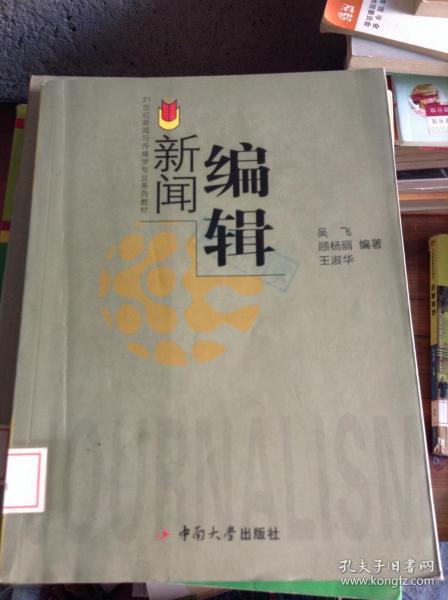 21世纪新闻与传播学专业系列教材
新闻
编辑
吴飞
顾杨丽 编著
王淑华
JOURNALISM
中南大学出版社
孔夫子旧书网
www.kongfz.com